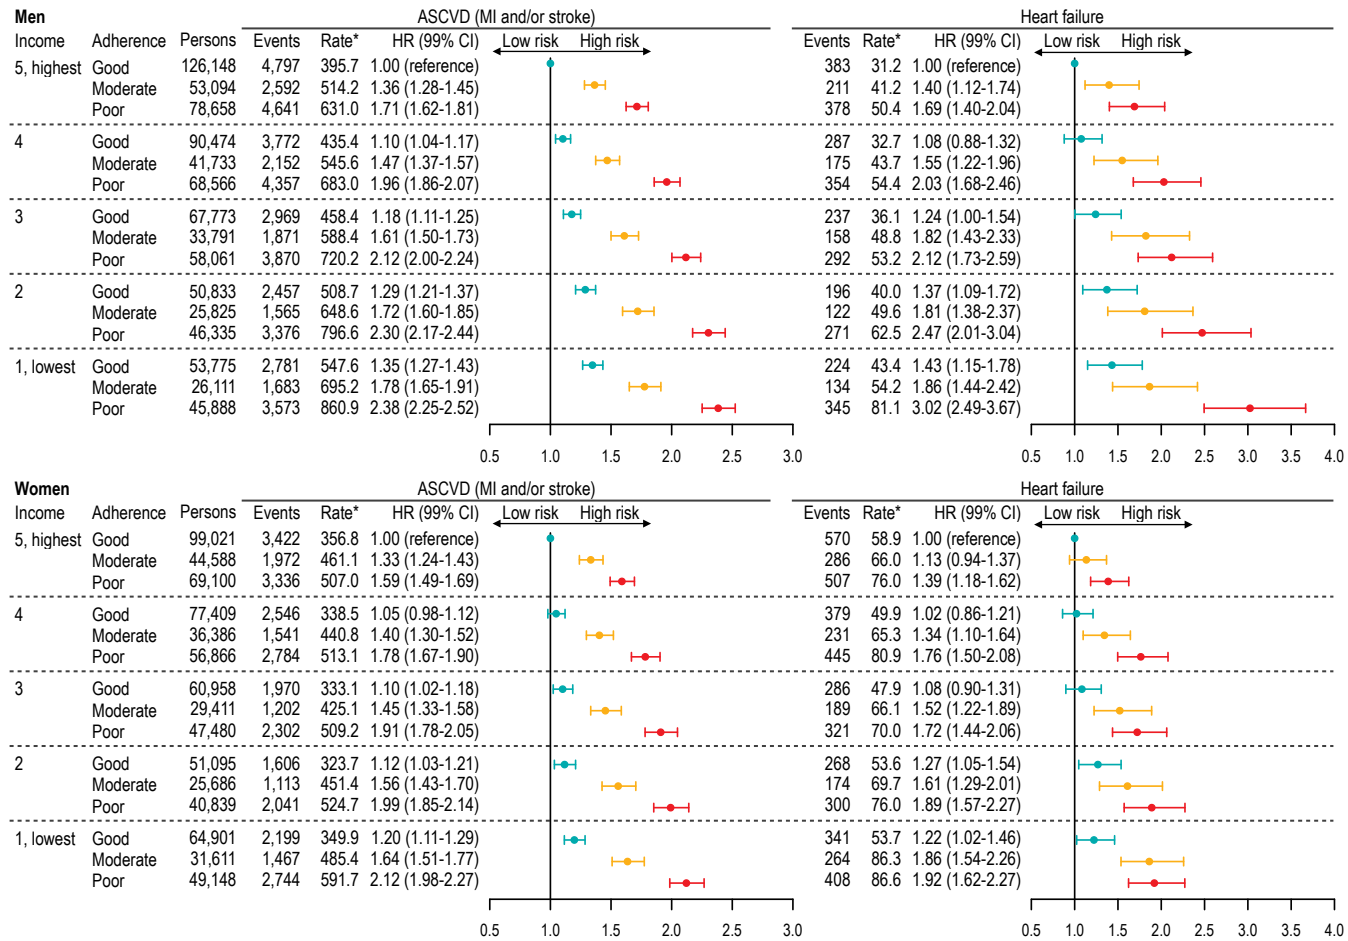 Men ASCVD (MI and/or stroke) Heart failure
Income Adherence Persons Events Rate* HR (99% CI) Low risk High risk Events Rate* HR (99% CI) Low risk High risk
5, highest Good 126,148 4,797 395.7 1.00 (reference) 383 31.2 1.00 (reference)
Moderate 53,094 2,592 514.2 1.36 (1.28-1.45) 211 41.2 1.40 (1.12-1.74)
Poor 78,658 4,641 631.0 1.71 (1.62-1.81) 378 50.4 1.69 (1.40-2.04)
4 Good 90,474 3,772 435.4 1.10 (1.04-1.17) 287 32.7 1.08 (0.88-1.32)
Moderate 41,733 2,152 545.6 1.47 (1.37-1.57) 175 43.7 1.55 (1.22-1.96)
Poor 68,566 4,357 683.0 1.96 (1.86-2.07) 354 54.4 2.03 (1.68-2.46)
3 Good 67,773 2,969 458.4 1.18 (1.11-1.25) 237 36.1 1.24 (1.00-1.54)
Moderate 33,791 1,871 588.4 1.61 (1.50-1.73) 158 48.8 1.82 (1.43-2.33)
Poor 58,061 3,870 720.2 2.12 (2.00-2.24) 292 53.2 2.12 (1.73-2.59)
2 Good 50,833 2,457 508.7 1.29 (1.21-1.37) 196 40.0 1.37 (1.09-1.72)
Moderate 25,825 1,565 648.6 1.72 (1.60-1.85) 122 49.6 1.81 (1.38-2.37)
Poor 46,335 3,376 796.6 2.30 (2.17-2.44) 271 62.5 2.47 (2.01-3.04)
1, lowest Good 53,775 2,781 547.6 1.35 (1.27-1.43) 224 43.4 1.43 (1.15-1.78)
Moderate 26,111 1,683 695.2 1.78 (1.65-1.91) 134 54.2 1.86 (1.44-2.42)
Poor 45,888 3,573 860.9 2.38 (2.25-2.52) 345 81.1 3.02 (2.49-3.67)
0.5 1.0 1.5 2.0 2.5 3.0 0.5 1.0 1.5 2.0 2.5 3.0 3.5 4.0
Women ASCVD (MI and/or stroke) Heart failure
Income Adherence Persons Events Rate* HR (99% CI) Low risk High risk Events Rate* HR (99% CI) Low risk High risk
5, highest Good 99,021 3,422 356.8 1.00 (reference) 570 58.9 1.00 (reference)
Moderate 44,588 1,972 461.1 1.33 (1.24-1.43) 286 66.0 1.13 (0.94-1.37)
Poor 69,100 3,336 507.0 1.59 (1.49-1.69) 507 76.0 1.39 (1.18-1.62)
4 Good 77,409 2,546 338.5 1.05 (0.98-1.12) 379 49.9 1.02 (0.86-1.21)
Moderate 36,386 1,541 440.8 1.40 (1.30-1.52) 231 65.3 1.34 (1.10-1.64)
Poor 56,866 2,784 513.1 1.78 (1.67-1.90) 445 80.9 1.76 (1.50-2.08)
3 Good 60,958 1,970 333.1 1.10 (1.02-1.18) 286 47.9 1.08 (0.90-1.31)
Moderate 29,411 1,202 425.1 1.45 (1.33-1.58) 189 66.1 1.52 (1.22-1.89)
Poor 47,480 2,302 509.2 1.91 (1.78-2.05) 321 70.0 1.72 (1.44-2.06)
2 Good 51,095 1,606 323.7 1.12 (1.03-1.21) 268 53.6 1.27 (1.05-1.54)
Moderate 25,686 1,113 451.4 1.56 (1.43-1.70) 174 69.7 1.61 (1.29-2.01)
Poor 40,839 2,041 524.7 1.99 (1.85-2.14) 300 76.0 1.89 (1.57-2.27)
1, lowest Good 64,901 2,199 349.9 1.20 (1.11-1.29) 341 53.7 1.22 (1.02-1.46)
Moderate 31,611 1,467 485.4 1.64 (1.51-1.77) 264 86.3 1.86 (1.54-2.26)
Poor 49,148 2,744 591.7 2.12 (1.98-2.27) 408 86.6 1.92 (1.62-2.27)
0.5 1.0 1.5 2.0 2.5 3.0 0.5 1.0 1.5 2.0 2.5 3.0 3.5 4.0